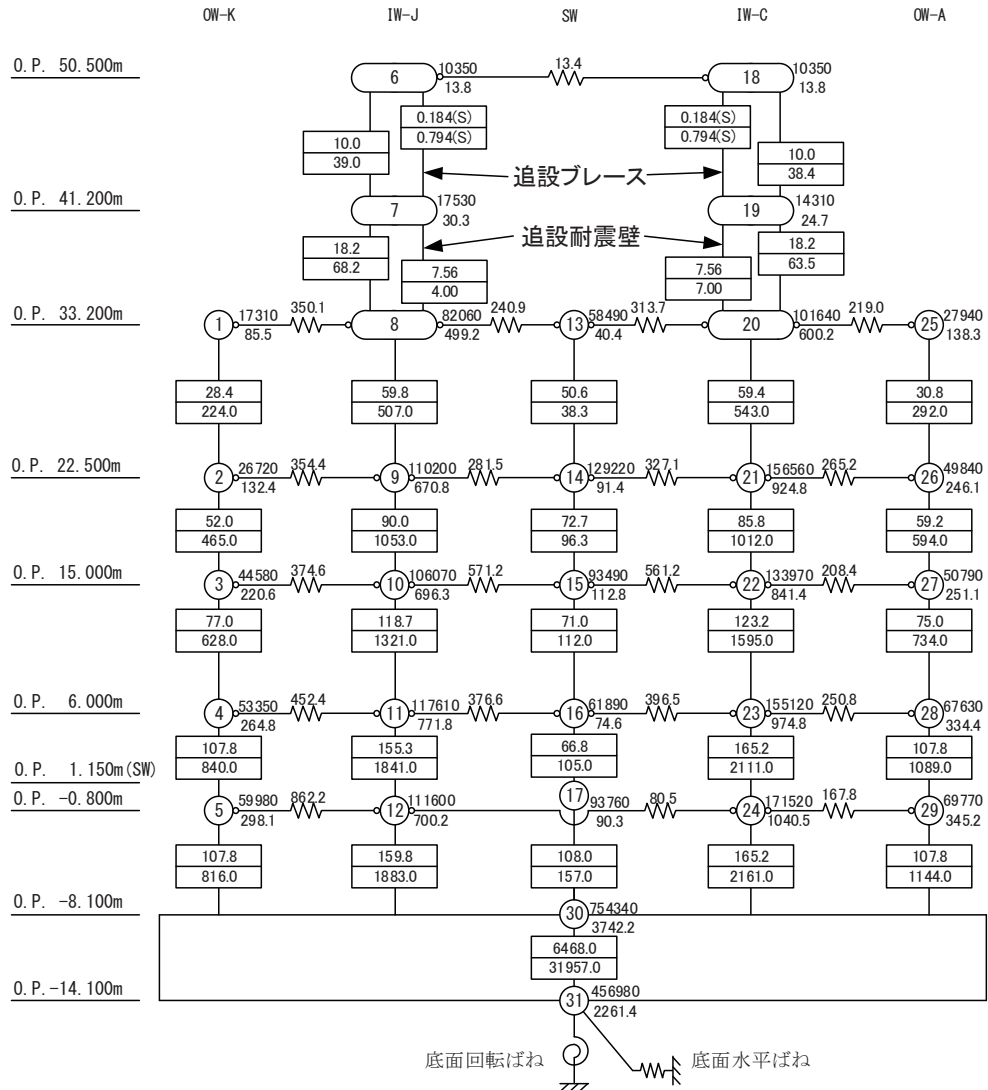 OW-K IW-J SW IW-C OW-A
O.P. 50.500m 6 10350 13.4 18 10350
13.8 13.8
0.184(S) 0.184(S)
0.794(S) 0.794(S)
10.0 10.0
39.0 38.4
追設ブレース
O.P. 41.200m 7 17530 19 14310
30.3 24.7
追設耐震壁
18.2 18.2
68.2 63.5
7.56 7.56
4.00 7.00
O.P. 33.200m 1 17310 350.1 8 82060 240.9 13 58490 313.7 20 101640 219.0 25 27940
85.5 499.2 40.4 600.2 138.3
28.4 59.8 50.6 59.4 30.8
224.0 507.0 38.3 543.0 292.0
O.P. 22.500m 2 26720 354.4 9 110200 281.5 14 129220 327.1 21 156560 265.2 26 49840
132.4 670.8 91.4 924.8 246.1
52.0 90.0 72.7 85.8 59.2
465.0 1053.0 96.3 1012.0 594.0
O.P. 15.000m 3 44580 374.6 10 106070 571.2 15 93490 561.2 22 133970 208.4 27 50790
220.6 696.3 112.8 841.4 251.1
77.0 118.7 71.0 123.2 75.0
628.0 1321.0 112.0 1595.0 734.0
O.P. 6.000m 4 53350 452.4 11 117610 376.6 16 61890 396.5 23 155120 250.8 28 67630
264.8 771.8 74.6 974.8 334.4
107.8 155.3 66.8 165.2 107.8
840.0 1841.0 105.0 2111.0 1089.0
O.P. 1.150m(SW)
O.P. -0.800m 5 59980 862.2 12 111600 17 93760 80.5 24 171520 167.8 29 69770
298.1 700.2 90.3 1040.5 345.2
107.8 159.8 108.0 165.2 107.8
816.0 1883.0 157.0 2161.0 1144.0
O.P. -8.100m 30 754340
3742.2
6468.0
31957.0
O.P.-14.100m 31 456980
2261.4
底面回転ばね 底面水平ばね